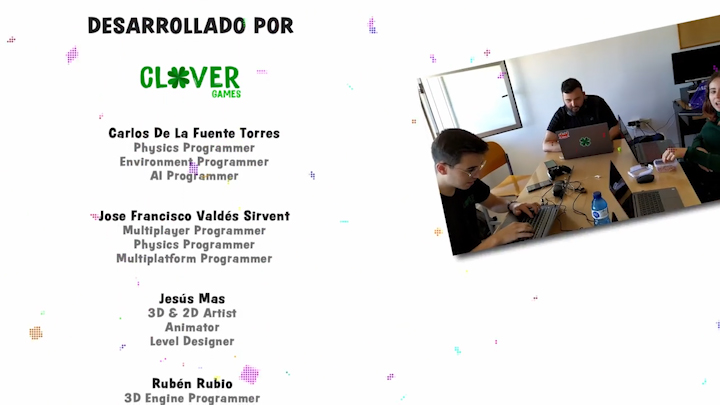 DESARROLLADO POR
CLOVER
GAMES
Carlos De La Fuente Torres
Physics Programmer
Environment Programmer
AI Programmer
Jose Francisco Valdés Sirvent
Multiplayer Programmer
Physics Programmer
Multiplatform Programmer
Jesús Mas
3D & 2D Artist
Animator
Level Designer
Rubén Rubio
3D Engine Programmer